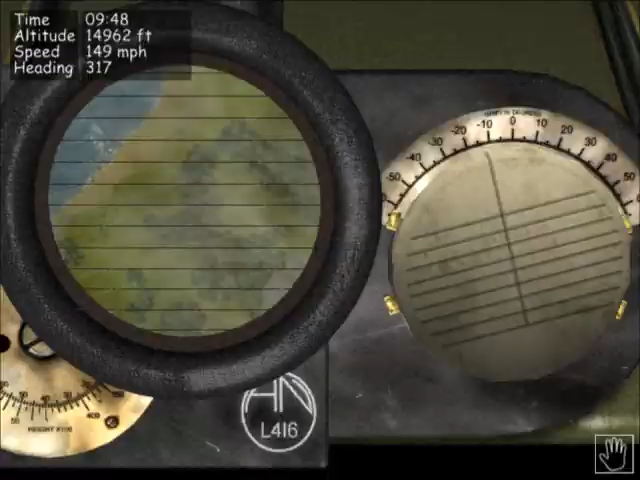 Time 09:48
Altitude 14962 ft
Speed 149 mph
Heading 317
-50 -40 -30 -20 -10 0 10 20 30 40 50
HEIGHT X100
L416